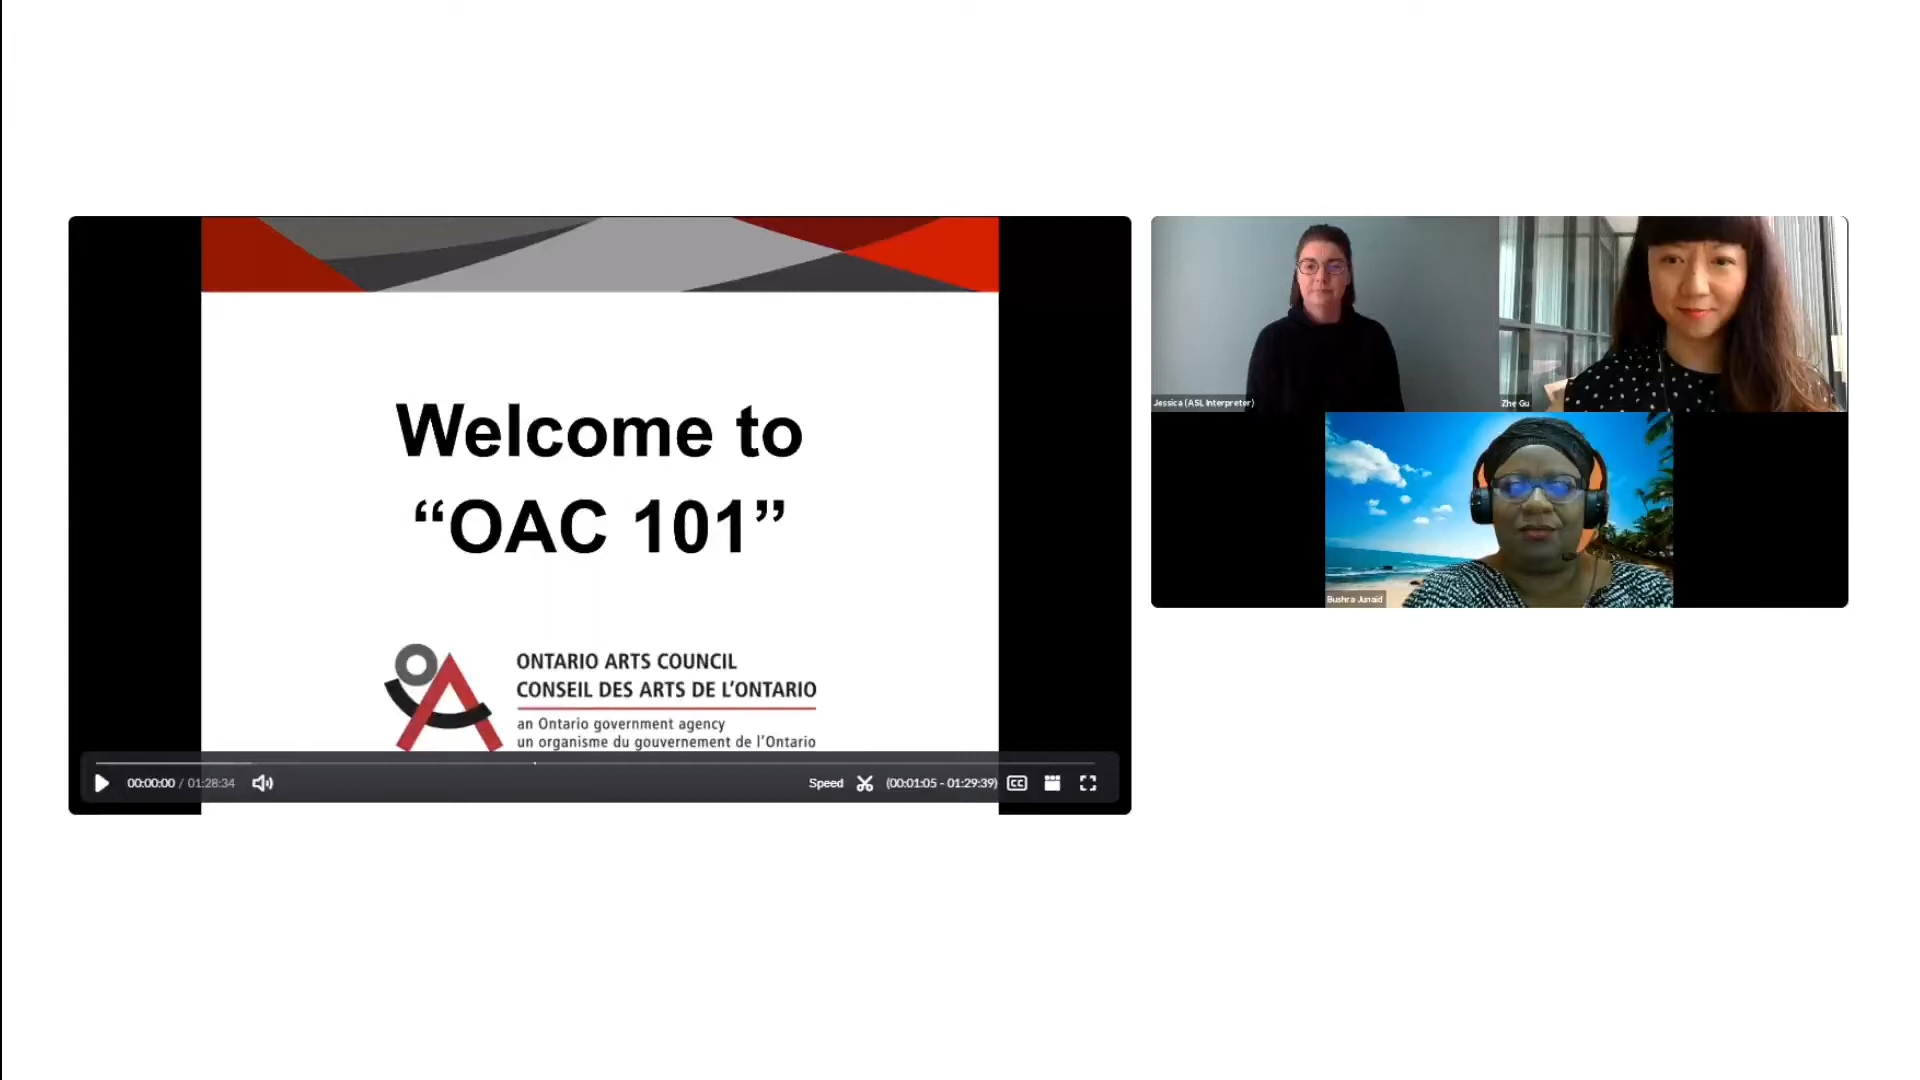 Welcome to
“OAC 101”
ONTARIO ARTS COUNCIL
CONSEIL DES ARTS DE L’ONTARIO
an Ontario government agency
un organisme du gouvernement de l’Ontario
00:00:00 / 01:28:34
Speed
(00:01:05 - 01:29:39)
CC
Jessica (ASL Interpreter)
Zhe Gu
Bushra Junaid